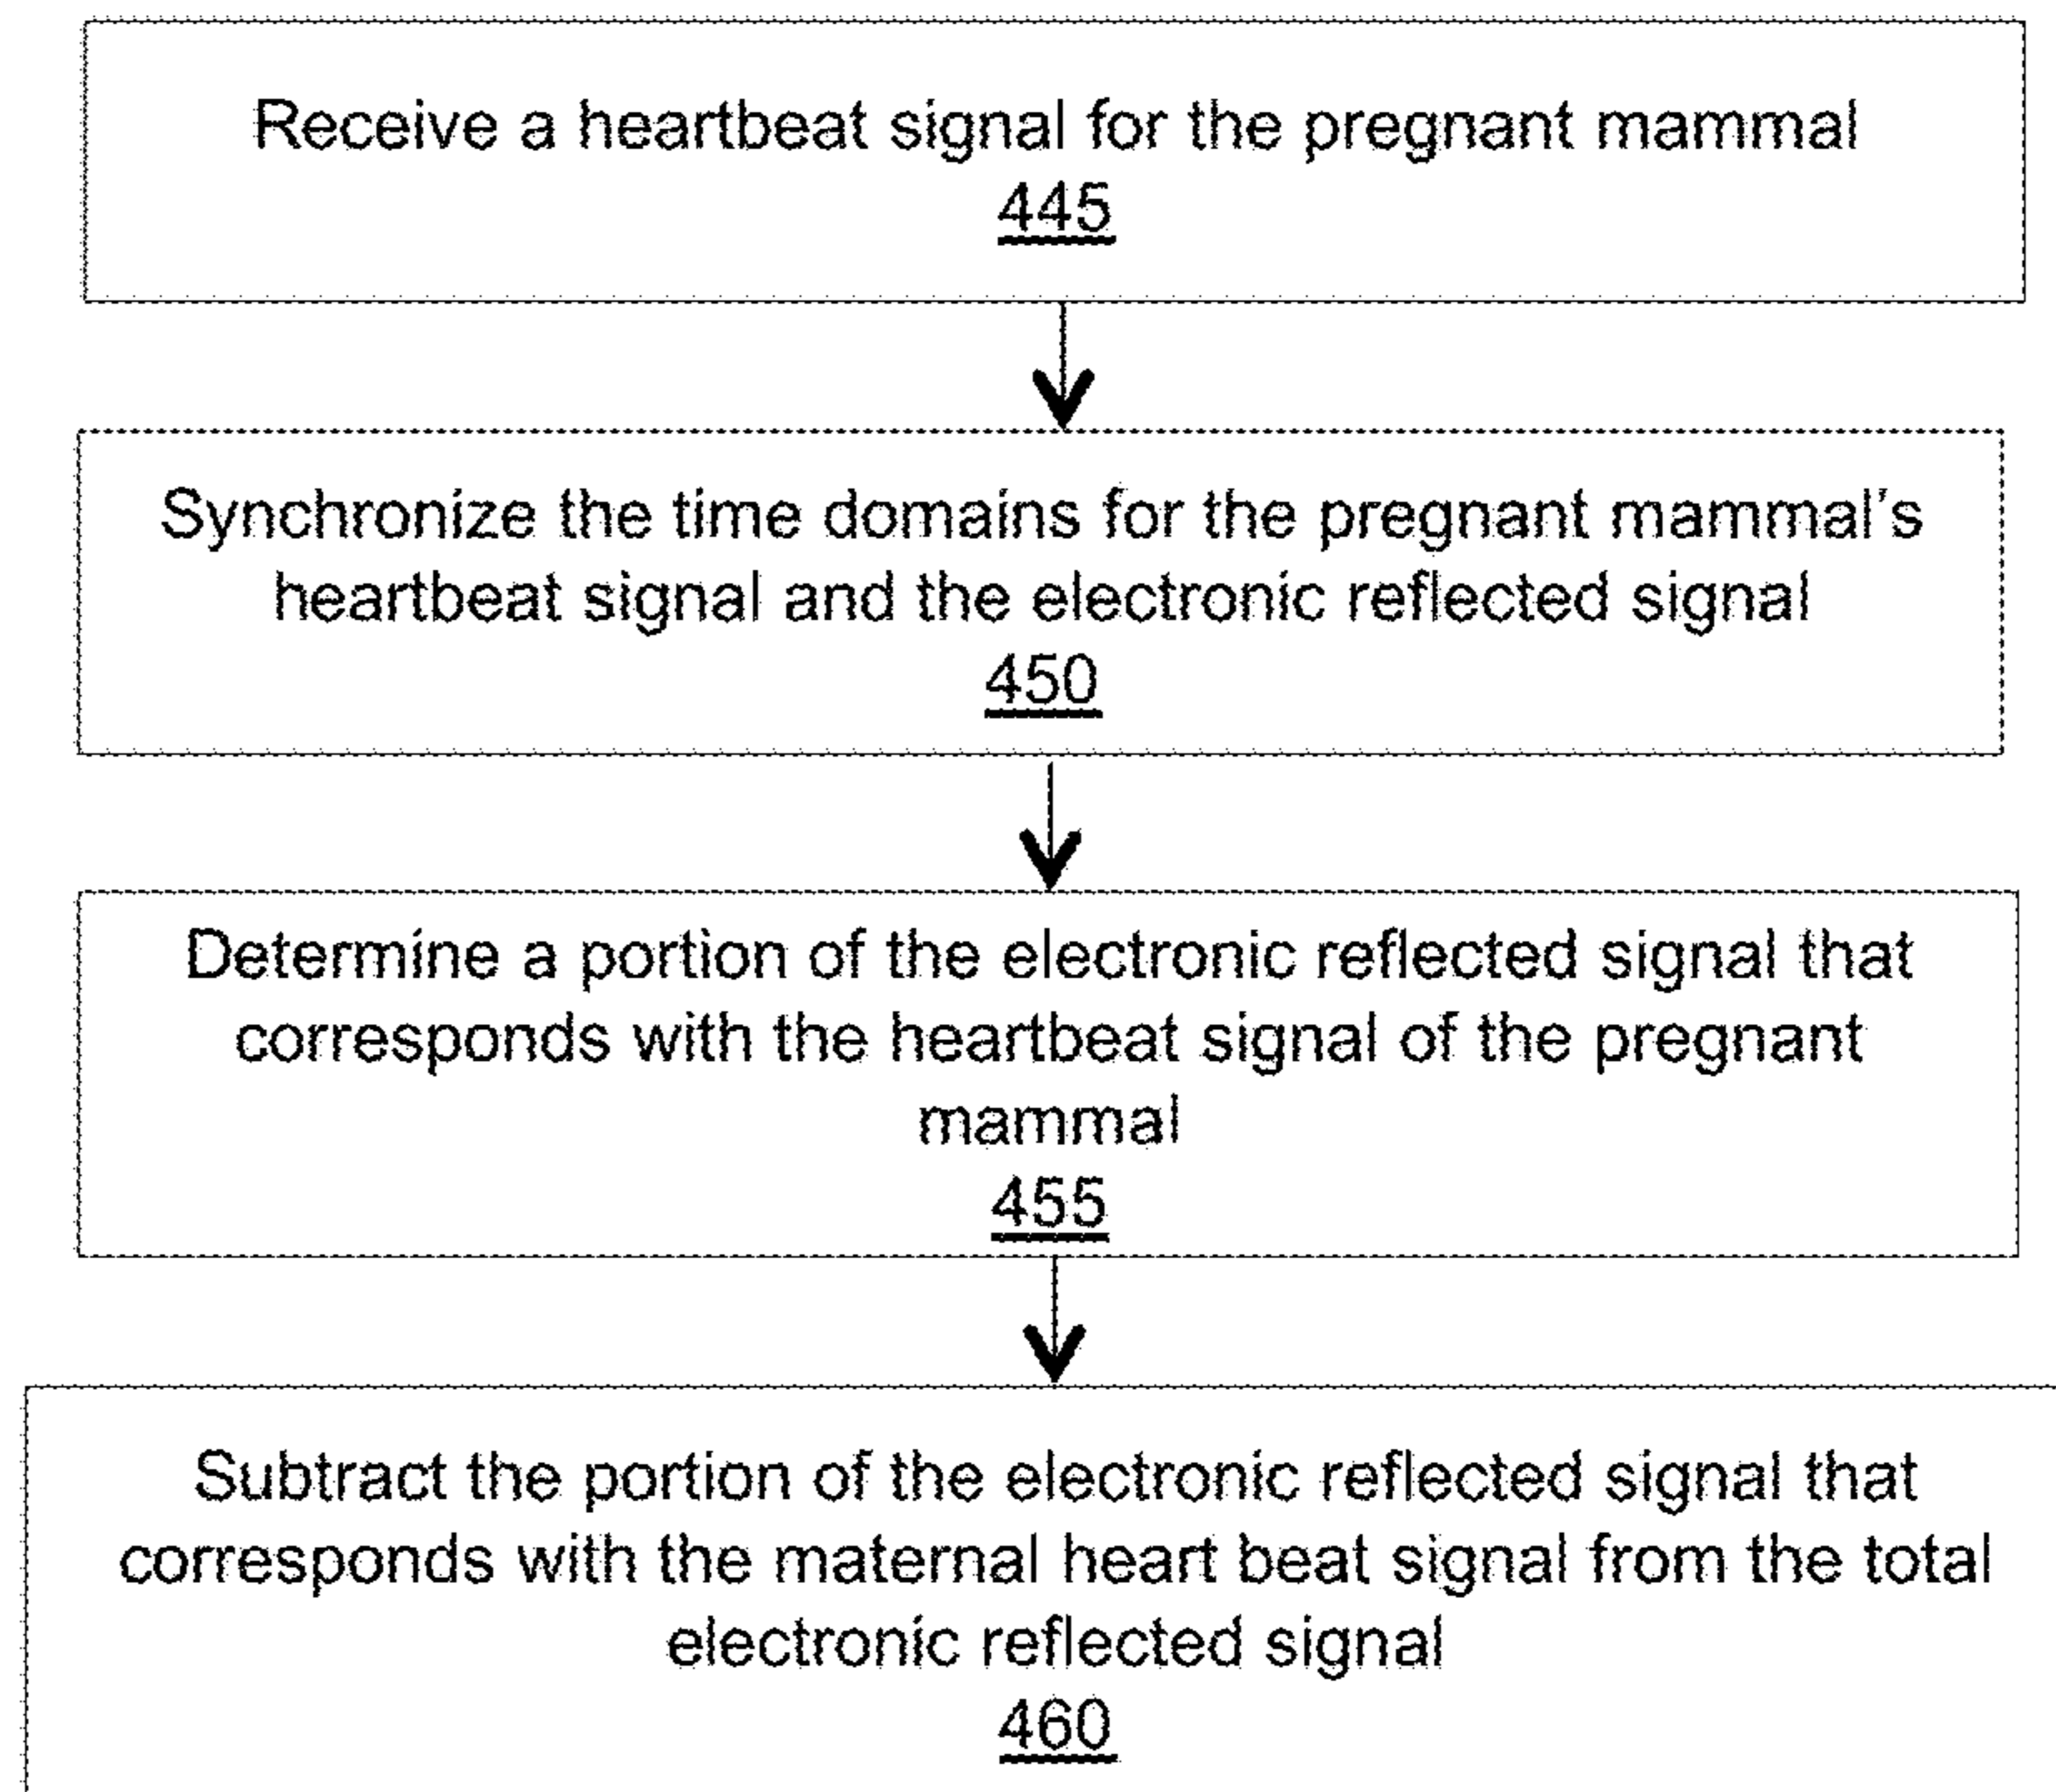 Receive a heartbeat signal for the pregnant mammal
445
Synchronize the time domains for the pregnant mammal's
heartbeat signal and the electronic reflected signal
450
Determine a portion of the electronic reflected signal that
corresponds with the heartbeat signal of the pregnant
mammal
455
Subtract the portion of the electronic reflected signal that
corresponds with the maternal heart beat signal from the total
electronic reflected signal
460